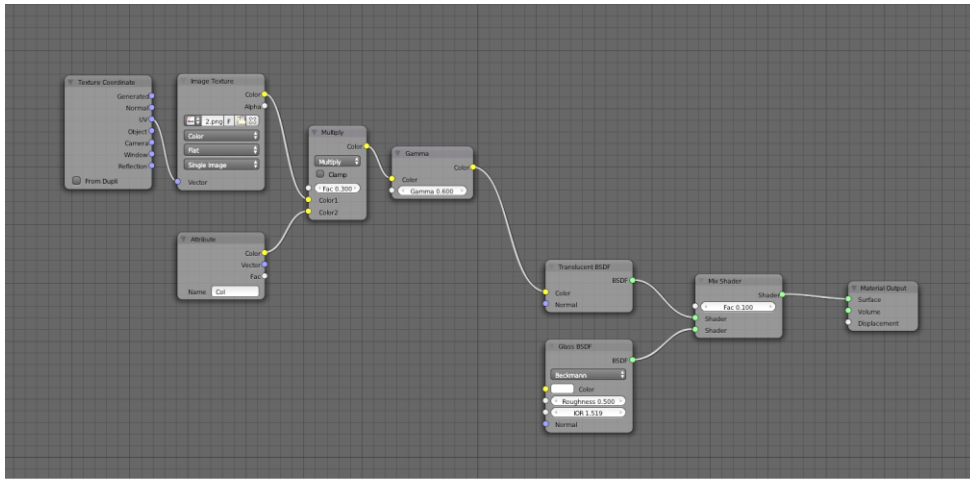 Texture Coordinate
Generated
Normal
UV
Object
Camera
Window
Reflection
From Dupli
Image Texture
Color
Alpha
2.png F
Color
Flat
Single Image
Vector
Attribute
Color
Vector
Fac
Name Col
Multiply
Color
Multiply
Clamp
Fac 0.300
Color1
Color2
Gamma
Color
Color
Gamma 0.600
Translucent BSDF
BSDF
Color
Normal
Glass BSDF
BSDF
Beckmann
Color
Roughness 0.500
IOR 1.519
Normal
Mix Shader
Shader
Fac 0.100
Shader
Shader
Material Output
Surface
Volume
Displacement